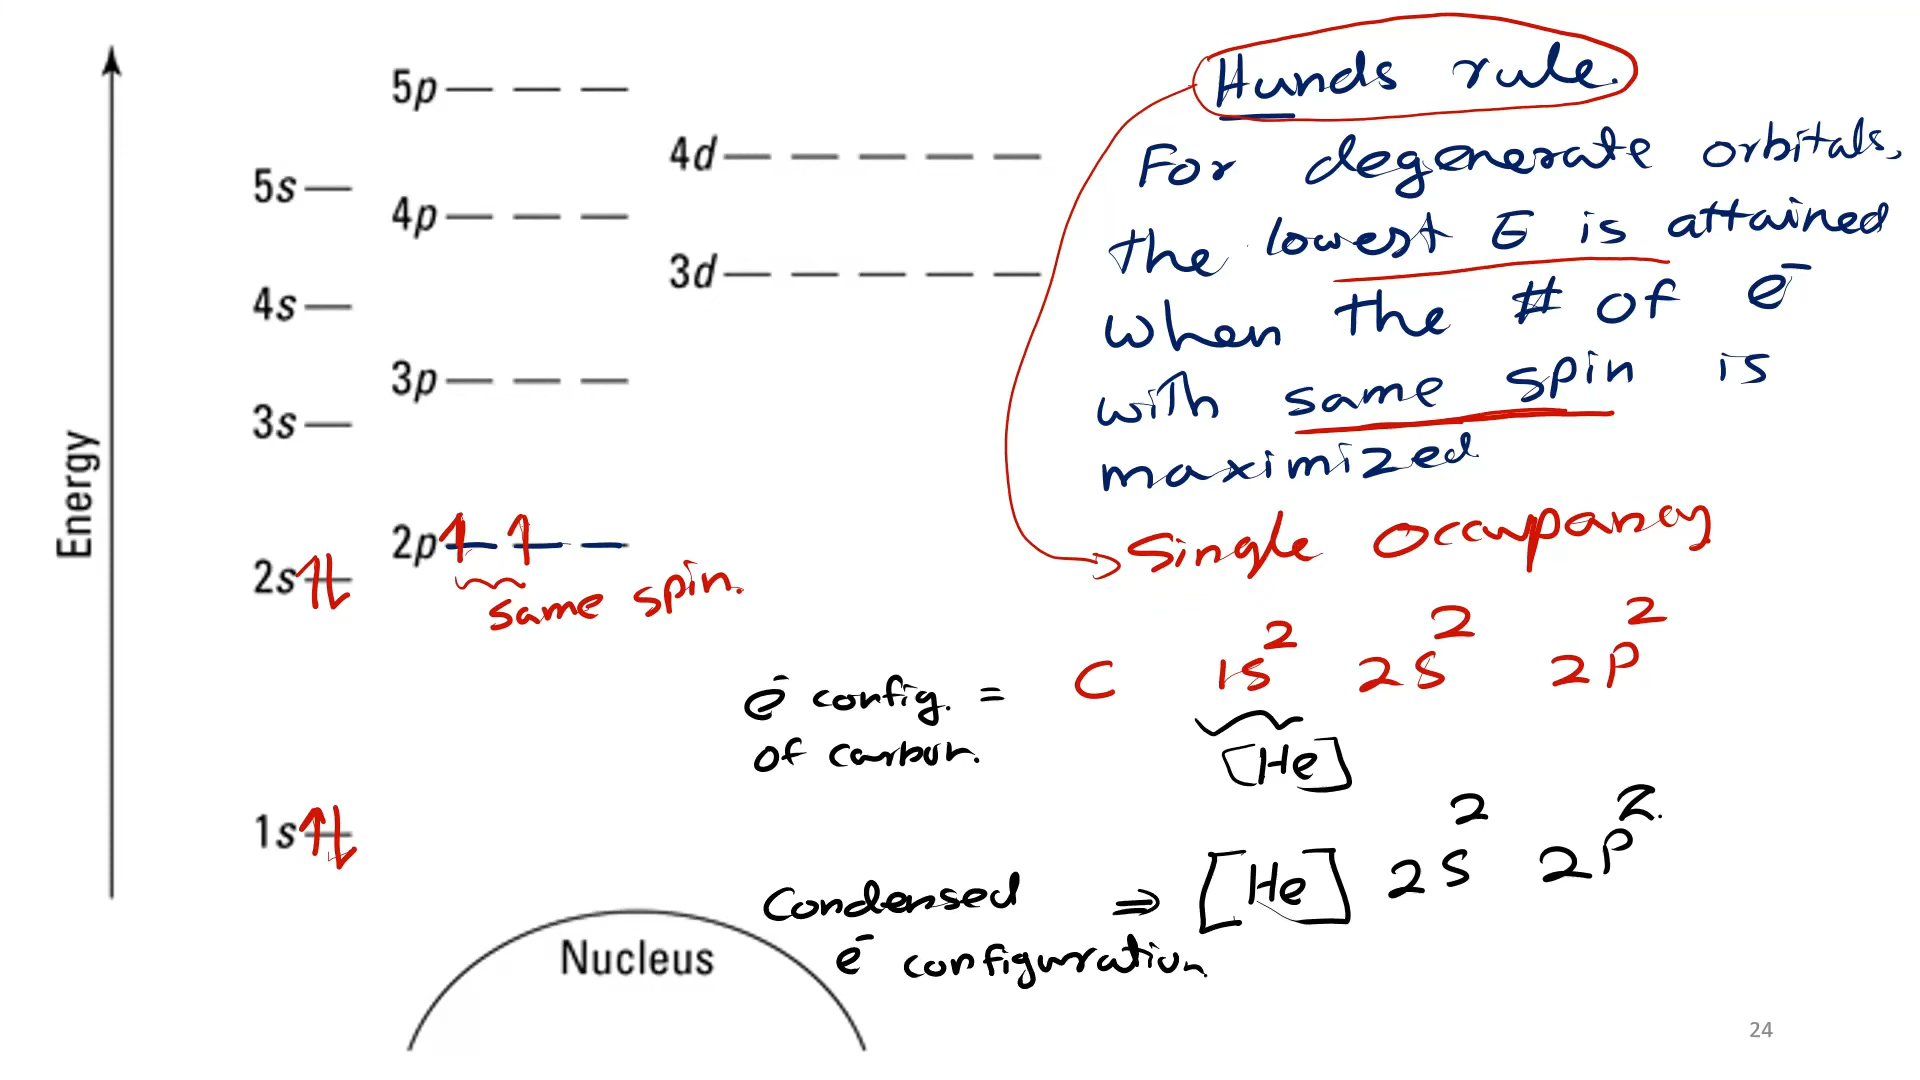 Hunds rule.
For degenerate orbitals,
the lowest E is attained
when the # of e⁻
with same spin is
maximized
Single Occupancy
Energy
5p
4d
5s
4p
3d
4s
3p
3s
2p ↑ ↑
2s ↑↓
same spin.
1s ↑↓
e⁻ config. = C 1s² 2s² 2p²
of carbon.
[He]
Condensed ⇒ [He] 2s² 2p².
e⁻ configuration
Nucleus
24